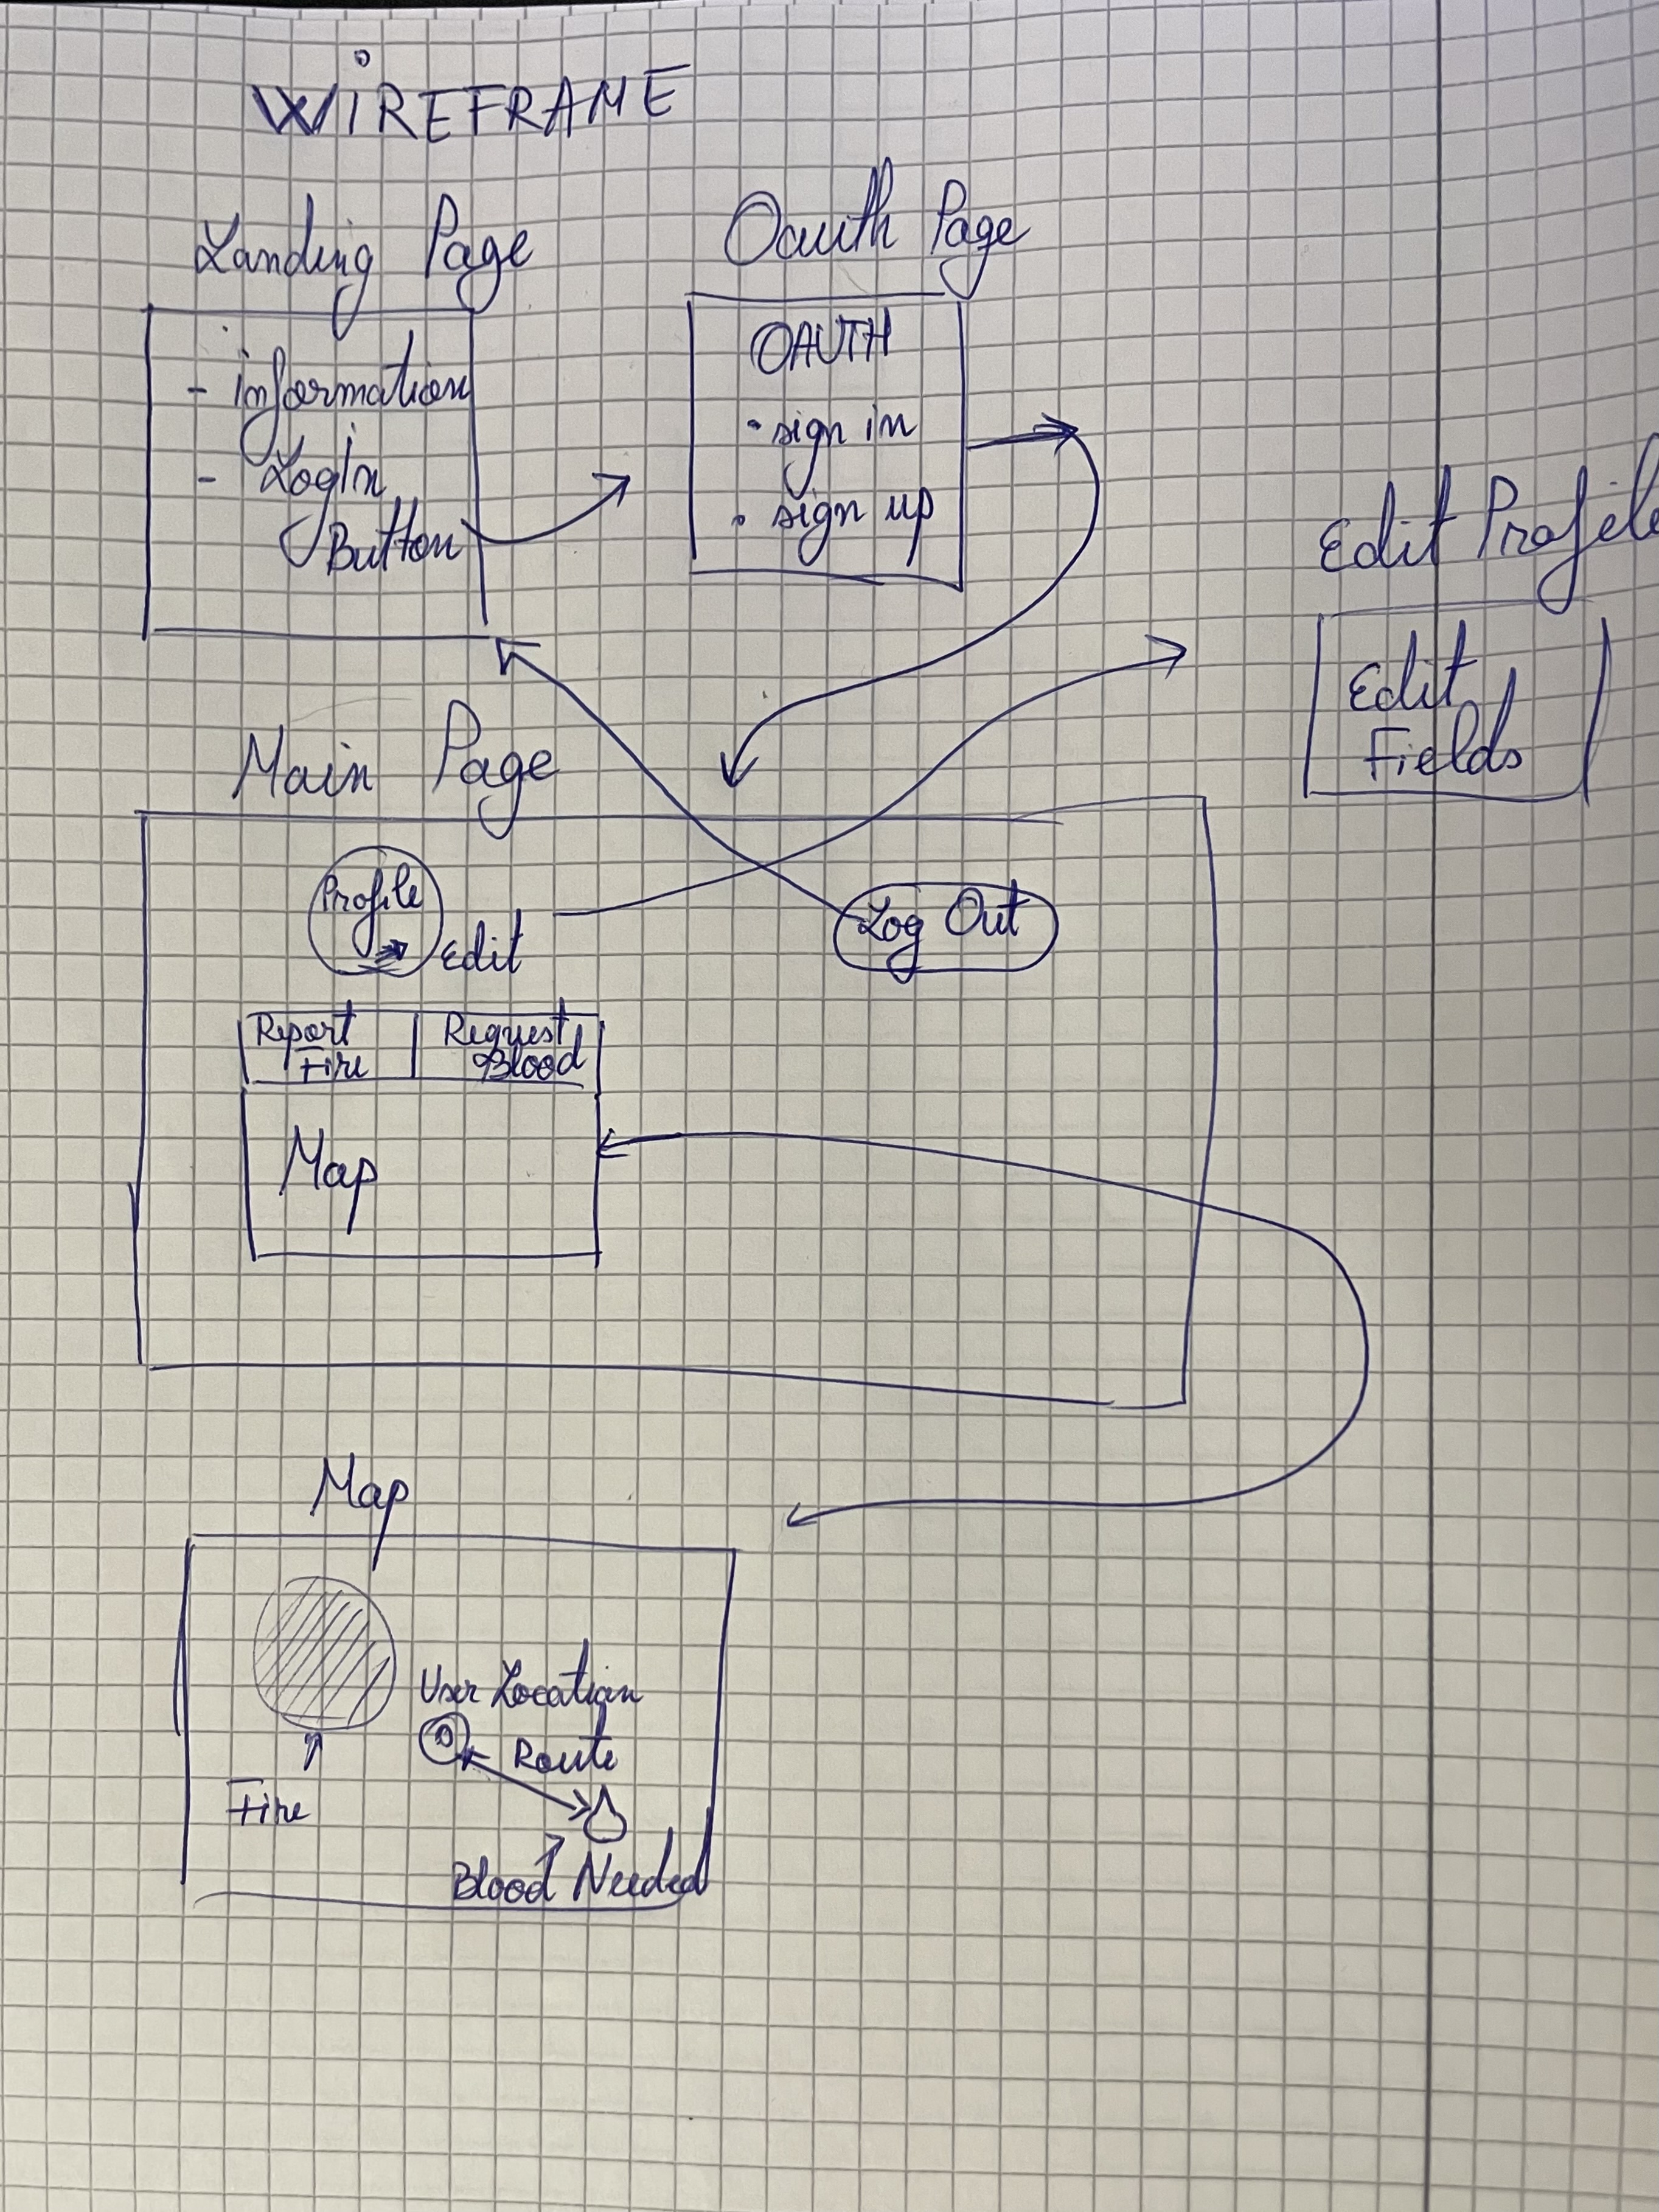 WiREFRAME
Landing Page
- information
- Login
Button
Oauth Page
OAUTH
• sign in
• sign up
Edit Profile
Edit
Fields
Main Page
Profile
Edit
Log Out
Report
Fire
Request
Blood
Map
Map
User Location
Route
Fire
Blood Needed